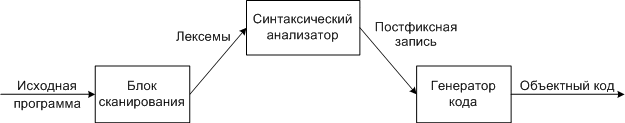 Исходная
программа
Блок
сканирования
Лексемы
Синтаксический
анализатор
Постфиксная
запись
Генератор
кода
Объектный код